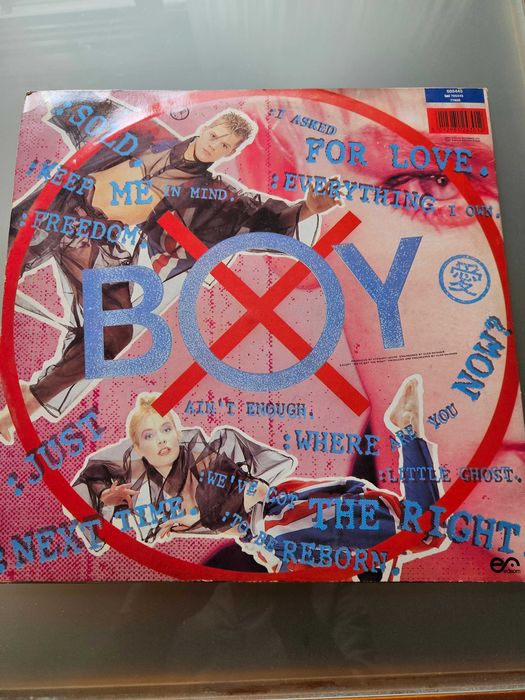 :SOLD.
:KEEP ME IN MIND.
:FREEDOM.
:I ASKED
FOR LOVE.
:EVERYTHING I OWN.
BOY
愛
:JUST
AIN'T ENOUGH.
:WHERE ARE YOU NOW?
:LITTLE GHOST.
:NEXT TIME.
:WE'VE GOT THE RIGHT
:TO BE REBORN.